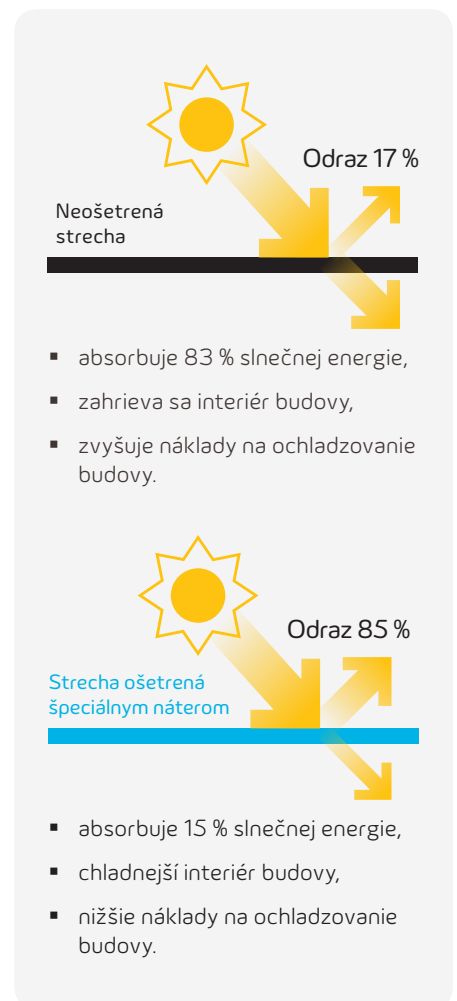 Odraz 17 %
Neošetrená
strecha
▪ absorbuje 83 % slnečnej energie,
▪ zahrieva sa interiér budovy,
▪ zvyšuje náklady na ochladzovanie
budovy.
Odraz 85 %
Strecha ošetrená
špeciálnym náterom
▪ absorbuje 15 % slnečnej energie,
▪ chladnejší interiér budovy,
▪ nižšie náklady na ochladzovanie
budovy.